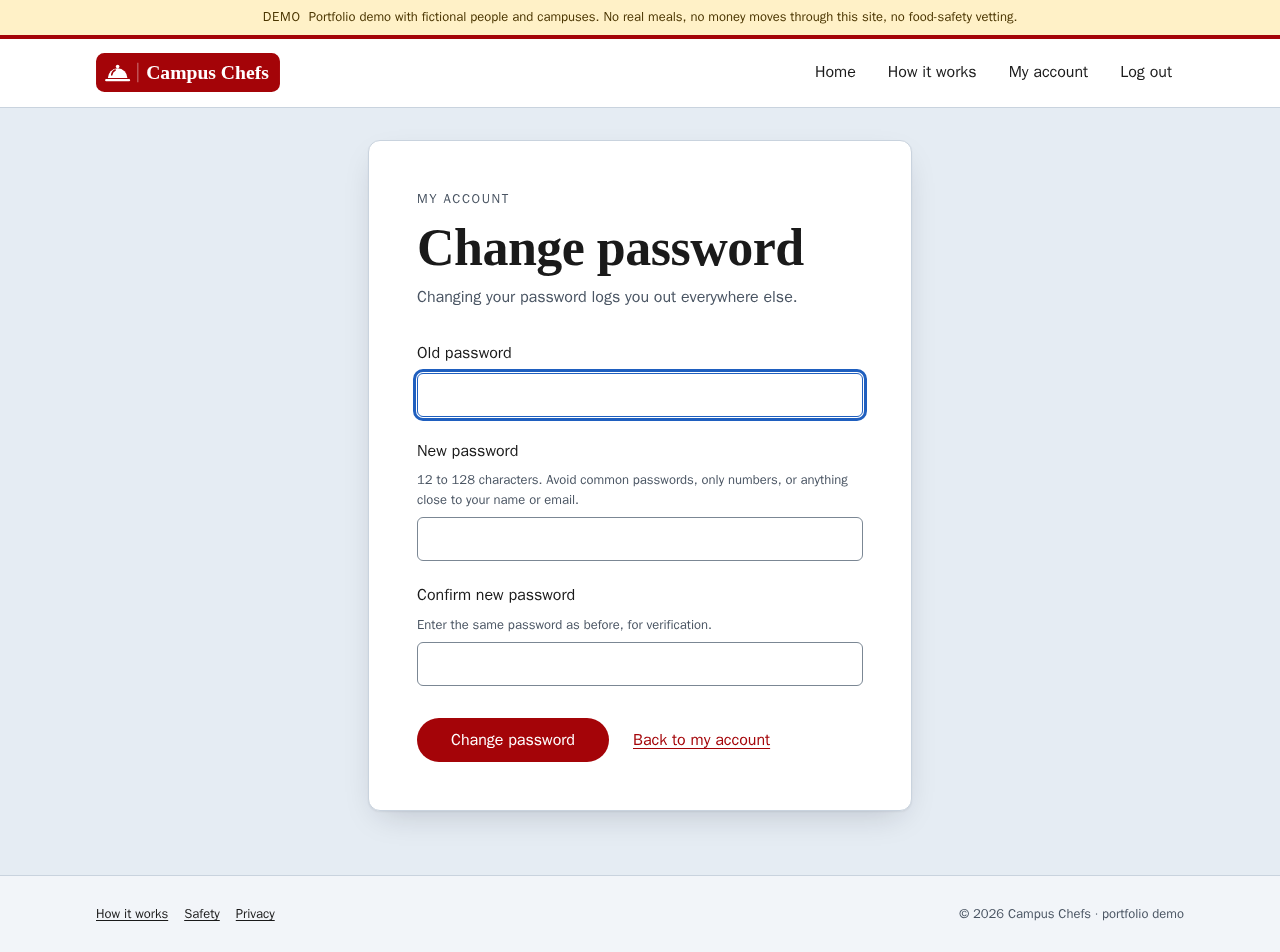 DEMO Portfolio demo with fictional people and campuses. No real meals, no money moves through this site, no food-safety vetting.
Campus Chefs
Home How it works My account Log out
MY ACCOUNT
Change password
Changing your password logs you out everywhere else.
Old password
New password
12 to 128 characters. Avoid common passwords, only numbers, or anything
close to your name or email.
Confirm new password
Enter the same password as before, for verification.
Change password Back to my account
How it works Safety Privacy
© 2026 Campus Chefs · portfolio demo